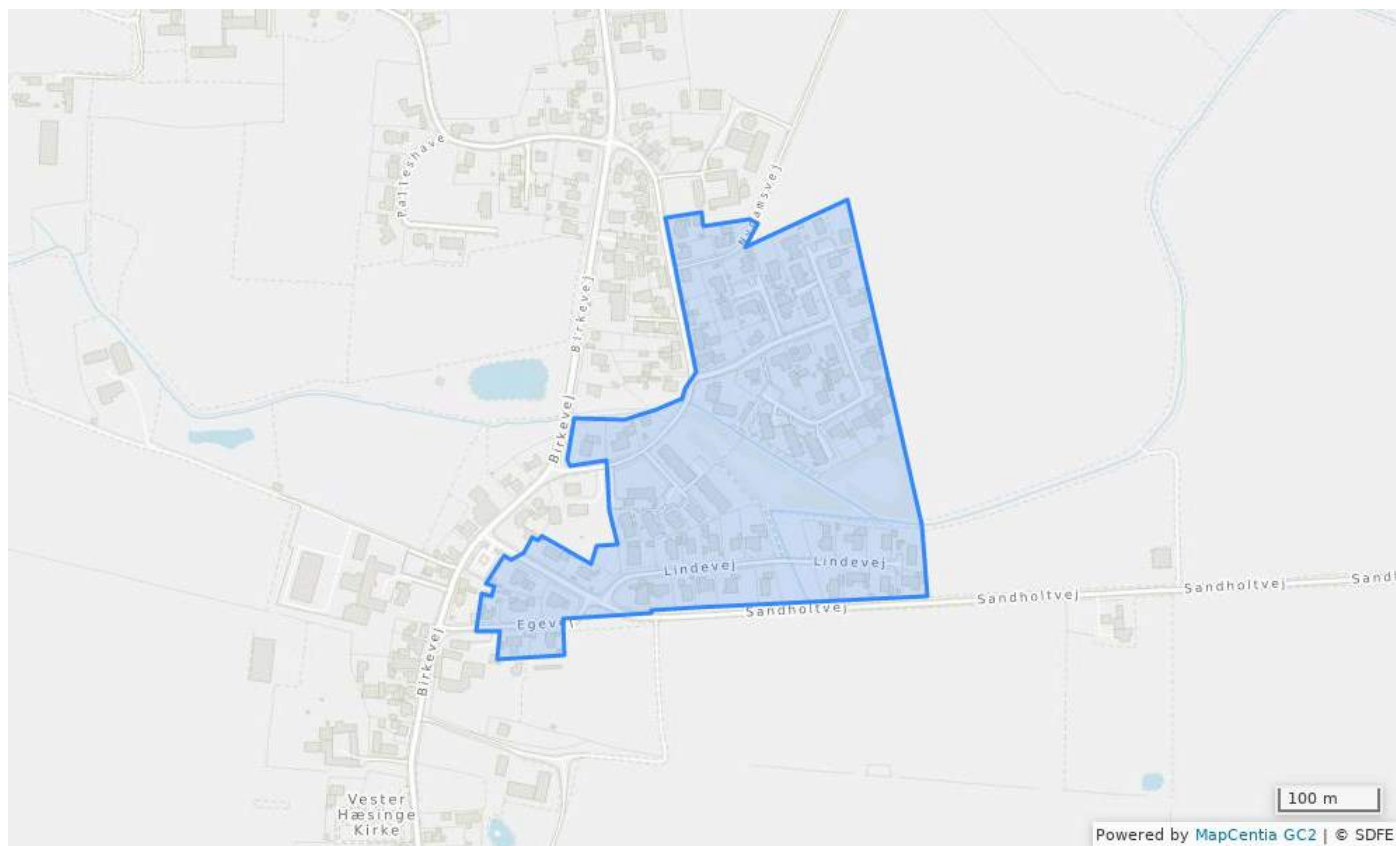 Palleshave
Birkevej
Birkevej
Lindevej
Lindevej
Sandholtvej
Sandholtvej
Sandholtvej
Egevej
Birkevej
Vester
Hæsinge
Kirke
100 m
Powered by MapCentia GC2 | © SDFE